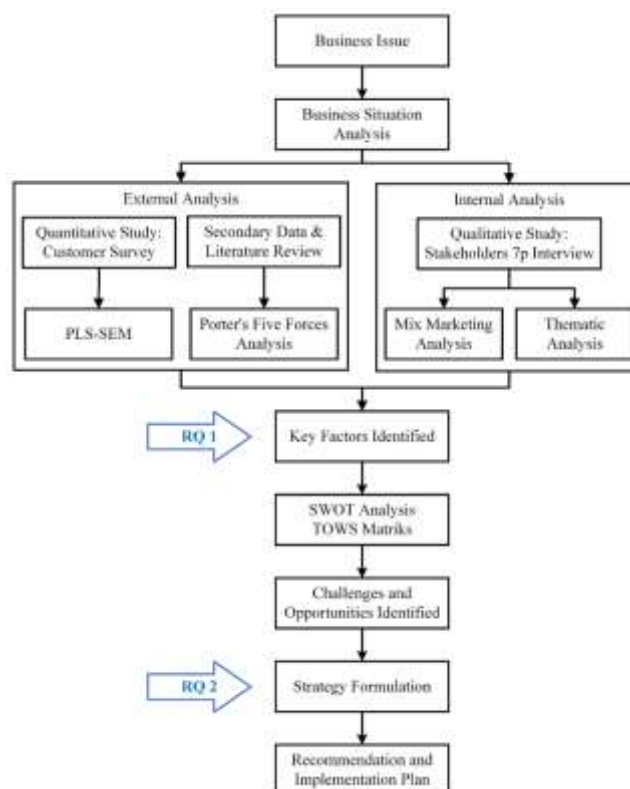 Business Issue
Business Situation
Analysis
External Analysis
Quantitative Study:
Customer Survey
Secondary Data &
Literature Review
PLS-SEM
Porter's Five Forces
Analysis
Internal Analysis
Qualitative Study:
Stakeholders 7p Interview
Mix Marketing
Analysis
Thematic
Analysis
RQ 1
Key Factors Identified
SWOT Analysis
TOWS Matriks
Challenges and
Opportunities Identified
RQ 2
Strategy Formulation
Recommendation and
Implementation Plan